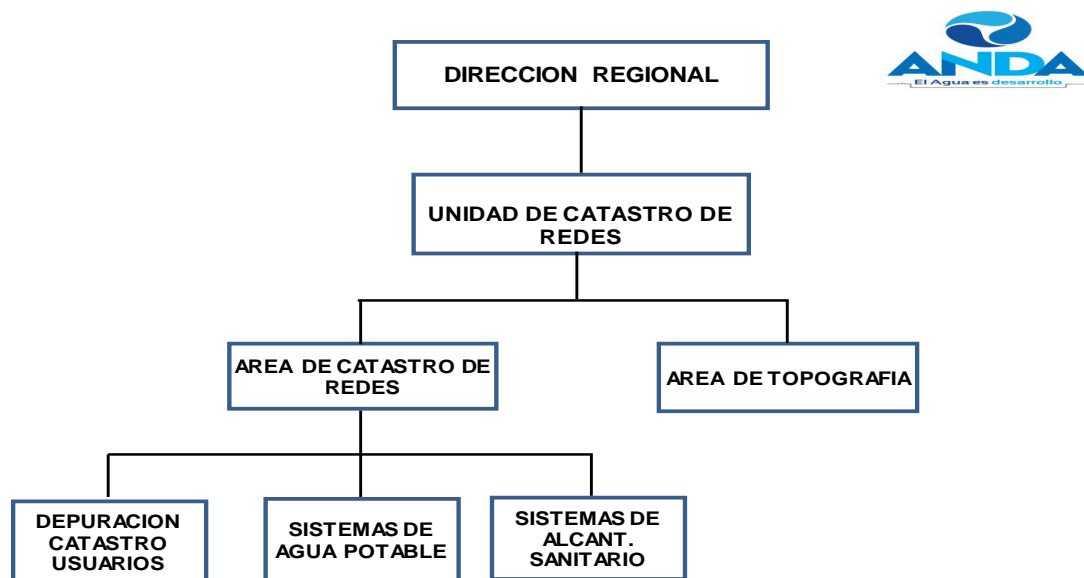 DIRECCION REGIONAL
ANDA
El Agua es desarrollo
UNIDAD DE CATASTRO DE
REDES
AREA DE CATASTRO DE
REDES
AREA DE TOPOGRAFIA
DEPURACION
CATASTRO
USUARIOS
SISTEMAS DE
AGUA POTABLE
SISTEMAS DE
ALCANT.
SANITARIO